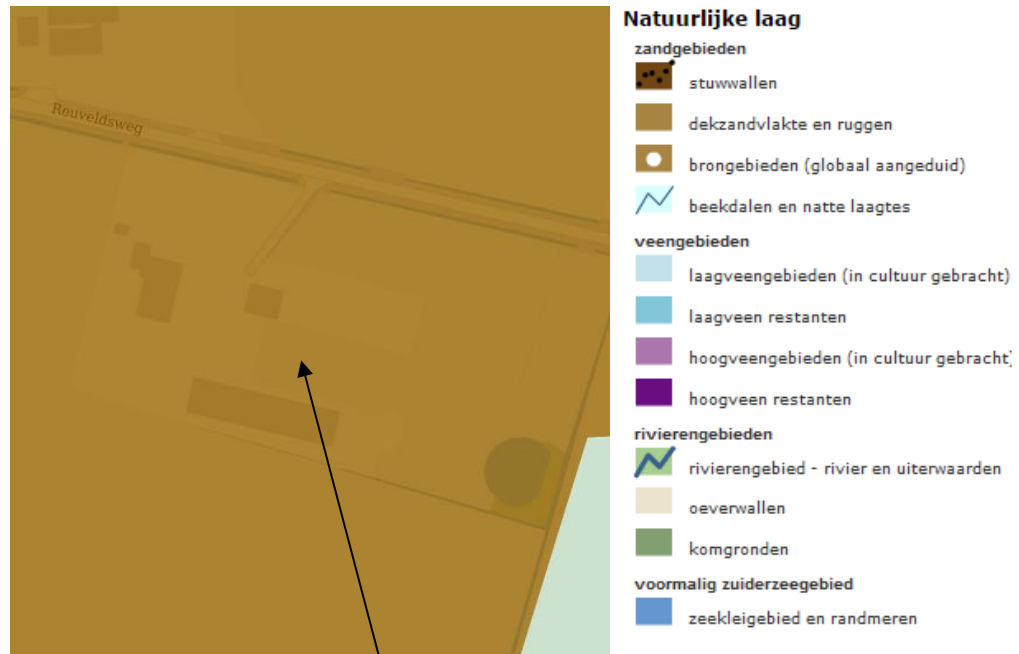 Reuveldsweg
Natuurlijke laag
zandgebieden
stuwwallen
dekzandvlakte en ruggen
brongebieden (globaal aangeduid)
beekdalen en natte laagtes
veengebieden
laagveengebieden (in cultuur gebracht)
laagveen restanten
hoogveengebieden (in cultuur gebracht)
hoogveen restanten
rivierengebieden
rivierengebied - rivier en uiterwaarden
oeverwallen
komgronden
voormalig zuiderzeegebied
zeekleigebied en randmeren